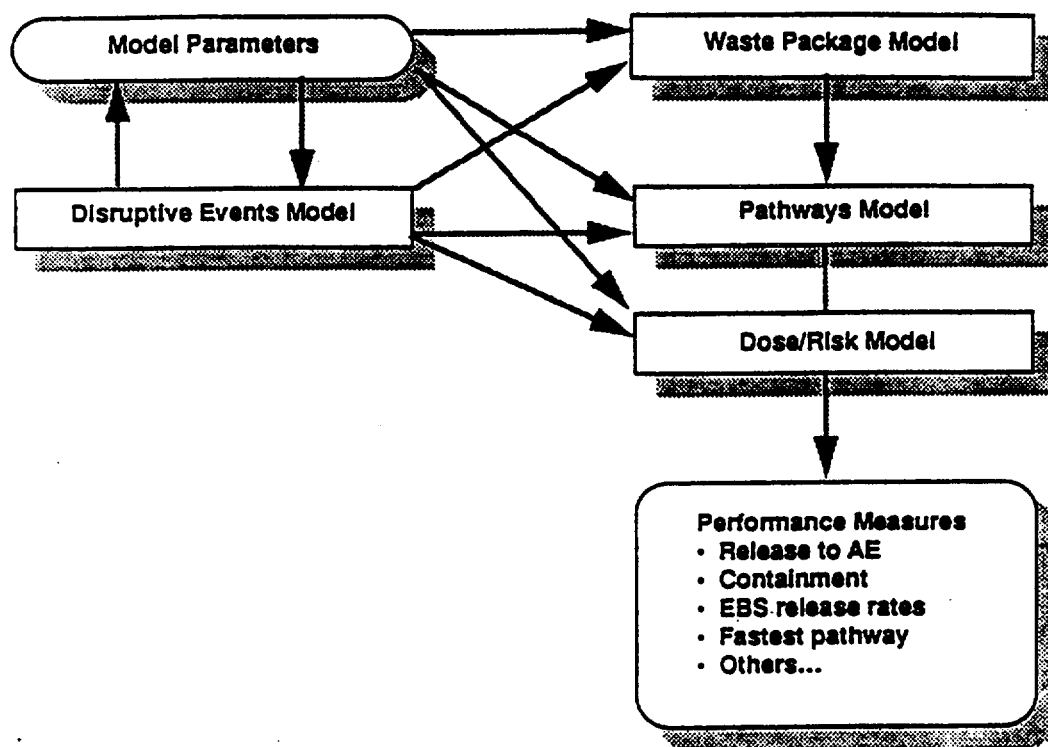 Model Parameters
Waste Package Model
Disruptive Events Model
Pathways Model
Dose/Risk Model
Performance Measures
• Release to AE
• Containment
• EBS release rates
• Fastest pathway
• Others...